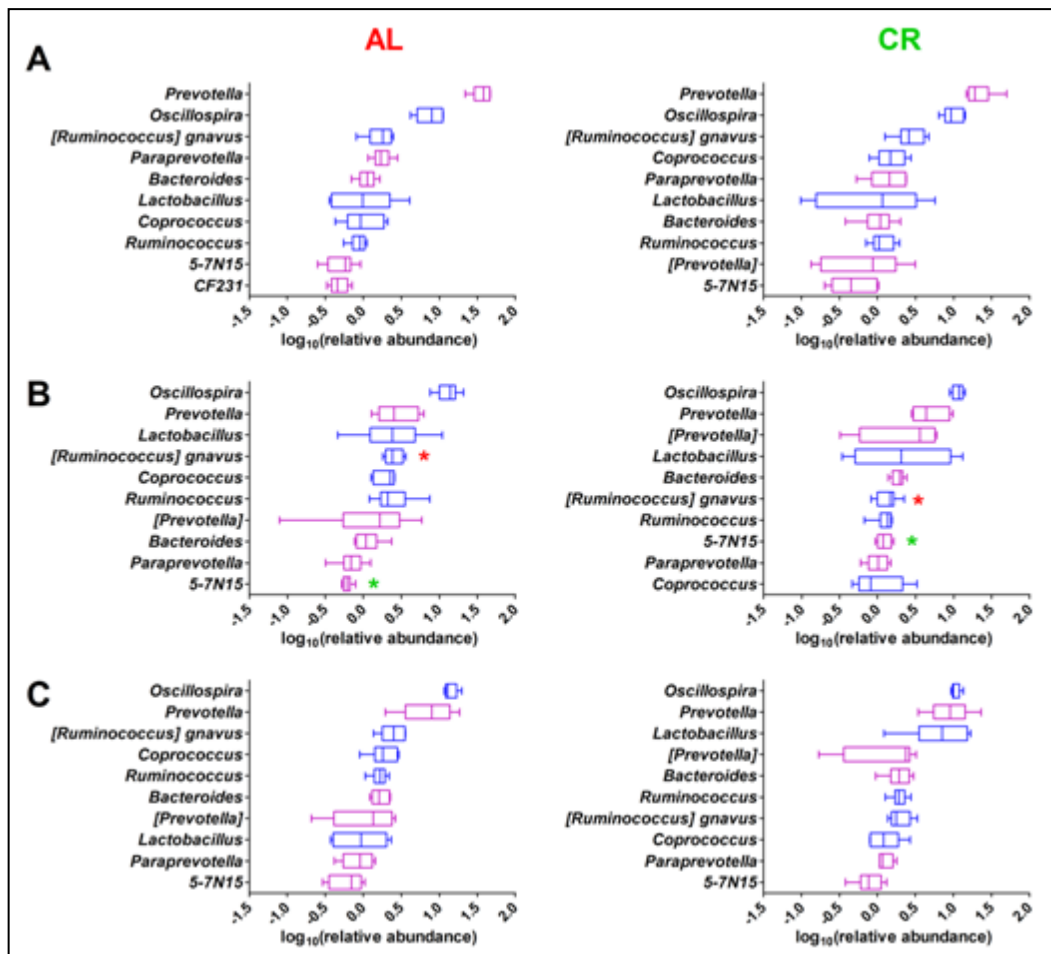 AL
CR
A
Prevotella
Oscillospira
[Ruminococcus] gnavus
Paraprevotella
Bacteroides
Lactobacillus
Coprococcus
Ruminococcus
5-7N15
CF231
-1.5 -1.0 -0.5 0.0 0.5 1.0 1.5 2.0
log10(relative abundance)
Prevotella
Oscillospira
[Ruminococcus] gnavus
Coprococcus
Paraprevotella
Lactobacillus
Bacteroides
Ruminococcus
[Prevotella]
5-7N15
-1.5 -1.0 -0.5 0.0 0.5 1.0 1.5 2.0
log10(relative abundance)
B
Oscillospira
Prevotella
Lactobacillus
[Ruminococcus] gnavus *
Coprococcus
Ruminococcus
[Prevotella]
Bacteroides
Paraprevotella
5-7N15 *
-1.5 -1.0 -0.5 0.0 0.5 1.0 1.5 2.0
log10(relative abundance)
Oscillospira
Prevotella
[Prevotella]
Lactobacillus
Bacteroides
[Ruminococcus] gnavus *
Ruminococcus
5-7N15 *
Paraprevotella
Coprococcus
-1.5 -1.0 -0.5 0.0 0.5 1.0 1.5 2.0
log10(relative abundance)
C
Oscillospira
Prevotella
[Ruminococcus] gnavus
Coprococcus
Ruminococcus
Bacteroides
[Prevotella]
Lactobacillus
Paraprevotella
5-7N15
-1.5 -1.0 -0.5 0.0 0.5 1.0 1.5 2.0
log10(relative abundance)
Oscillospira
Prevotella
Lactobacillus
[Prevotella]
Bacteroides
Ruminococcus
[Ruminococcus] gnavus
Coprococcus
Paraprevotella
5-7N15
-1.5 -1.0 -0.5 0.0 0.5 1.0 1.5 2.0
log10(relative abundance)